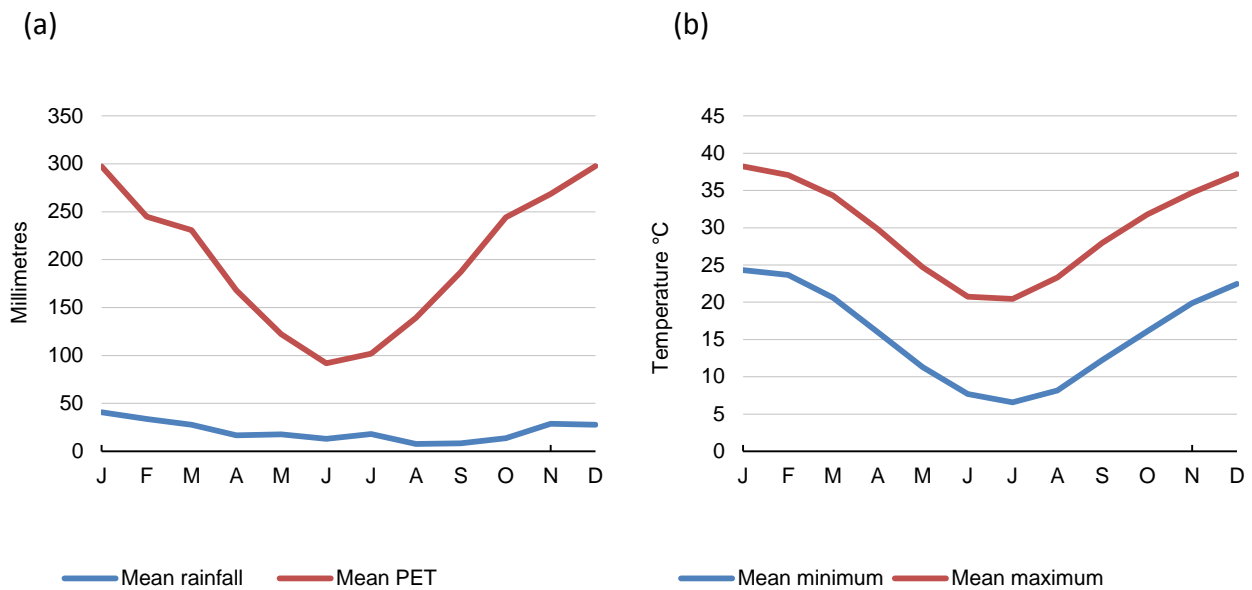 (a)
350
300
250
200
150
100
50
0
Millimetres
J F M A M J J A S O N D
Mean rainfall Mean PET
(b)
45
40
35
30
25
20
15
10
5
0
Temperature °C
J F M A M J J A S O N D
Mean minimum Mean maximum